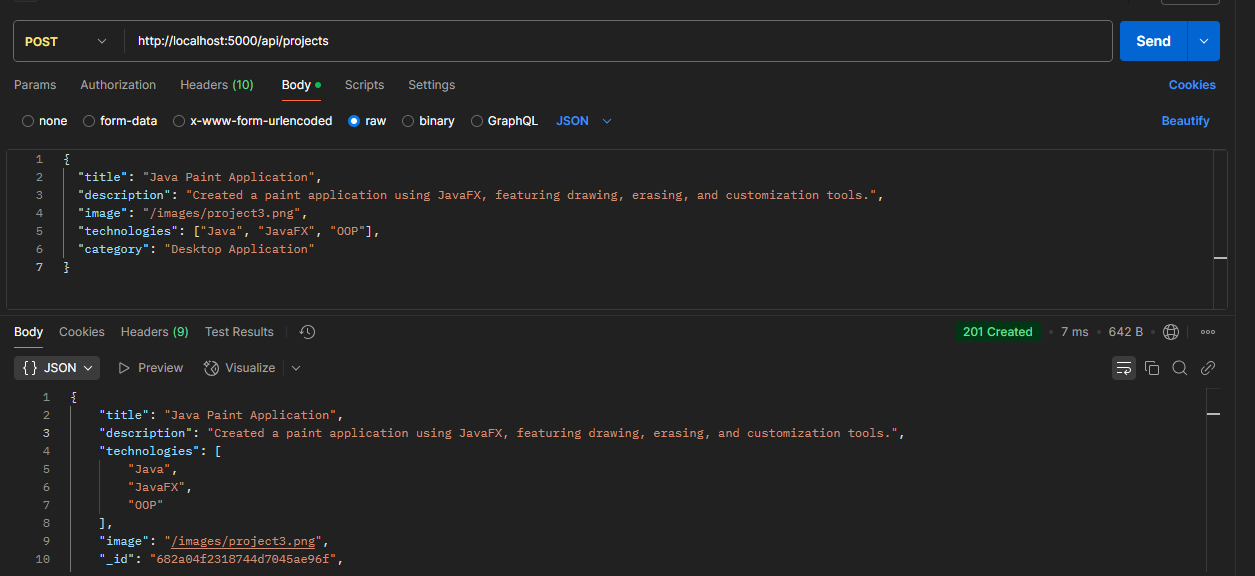 POST http://localhost:5000/api/projects Send
Params Authorization Headers (10) Body Scripts Settings Cookies
none form-data x-www-form-urlencoded raw binary GraphQL JSON Beautify
1 {
2 "title": "Java Paint Application",
3 "description": "Created a paint application using JavaFX, featuring drawing, erasing, and customization tools.",
4 "image": "/images/project3.png",
5 "technologies": ["Java", "JavaFX", "OOP"],
6 "category": "Desktop Application"
7 }
Body Cookies Headers (9) Test Results 201 Created 7 ms 642 B
{} JSON Preview Visualize
1 {
2 "title": "Java Paint Application",
3 "description": "Created a paint application using JavaFX, featuring drawing, erasing, and customization tools.",
4 "technologies": [
5 "Java",
6 "JavaFX",
7 "OOP"
8 ],
9 "image": "/images/project3.png",
10 "_id": "682a04f2318744d7045ae96f",